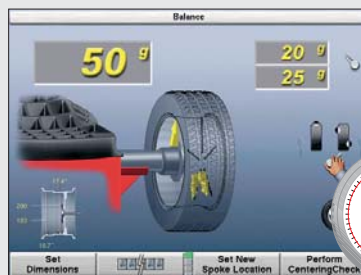 Balance
50 g
20 g
25 g
Set
Dimensions
Set New
Spoke Location
Perform
CenteringCheck